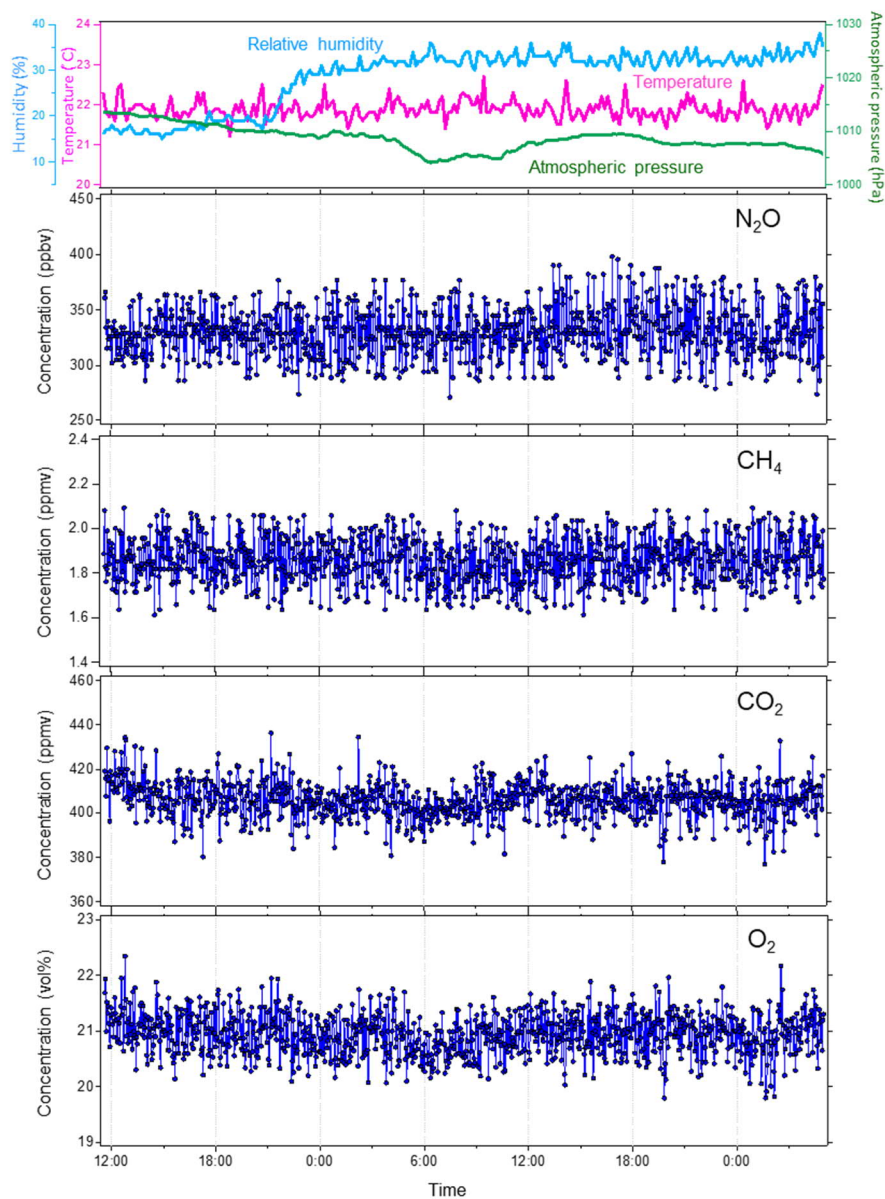 Humidity (%)
40
30
20
10
Temperature (°C)
24
23
22
21
20
Relative humidity
Temperature
Atmospheric pressure
1030
1020
1010
1000
Atmospheric pressure (hPa)
Concentration (ppbv)
450
400
350
300
250
N₂O
Concentration (ppmv)
2.4
2.2
2.0
1.8
1.6
1.4
CH₄
Concentration (ppmv)
460
440
420
400
380
360
CO₂
Concentration (vol%)
23
22
21
20
19
O₂
12:00 18:00 0:00 6:00 12:00 18:00 0:00
Time